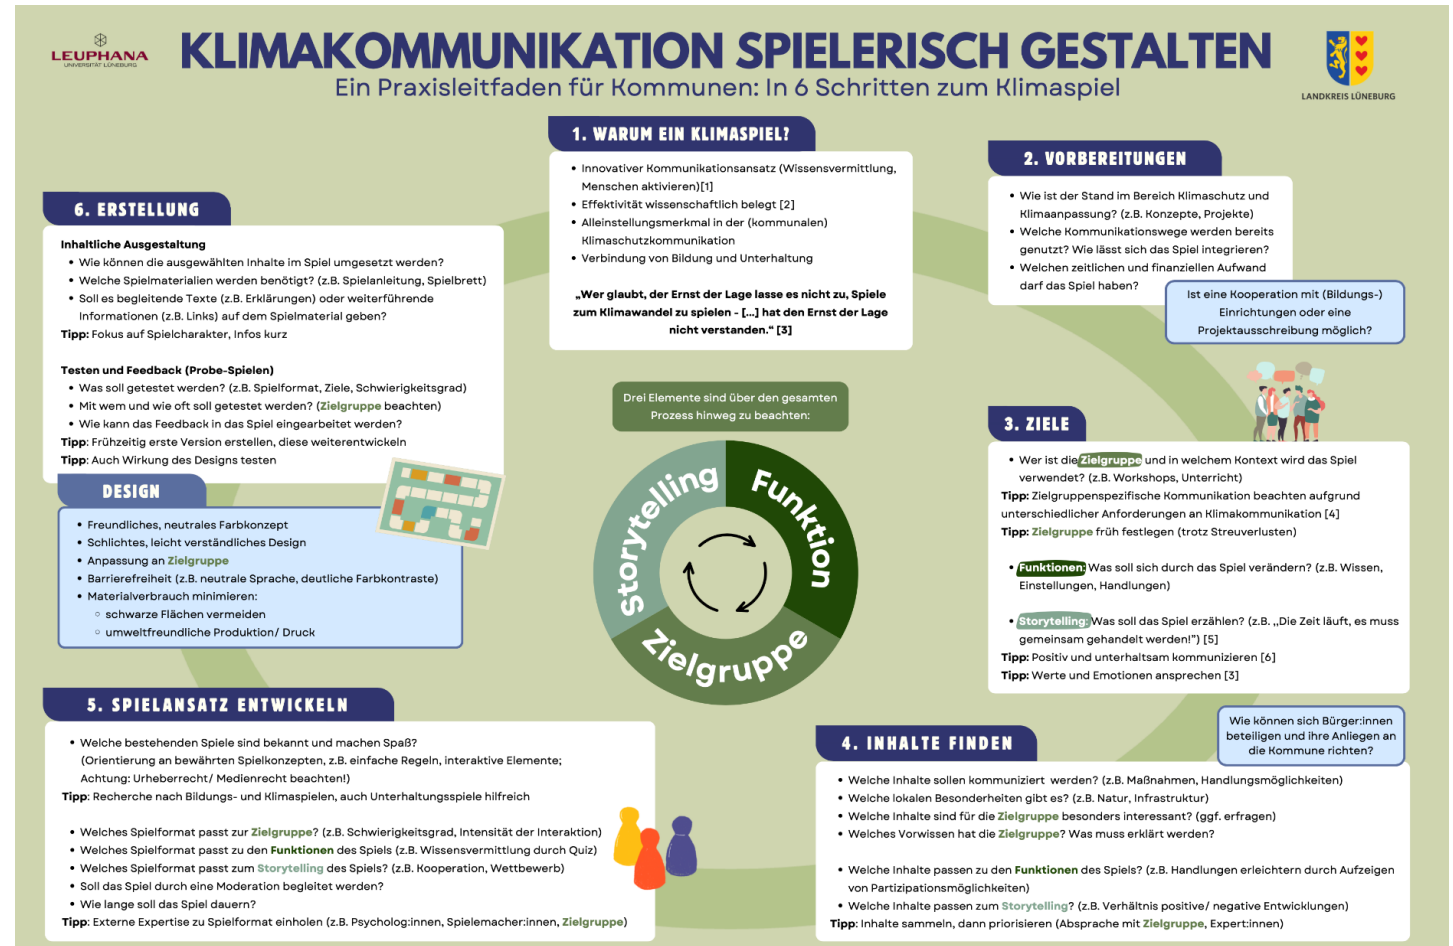 LEUPHANA
UNIVERSITÄT LÜNEBURG
KLIMAKOMMUNIKATION SPIELERISCH GESTALTEN
Ein Praxisleitfaden für Kommunen: In 6 Schritten zum Klimaspiel
LANDKREIS LÜNEBURG
1. WARUM EIN KLIMASPIEL?
• Innovativer Kommunikationsansatz (Wissensvermittlung,
Menschen aktivieren)[1]
• Effektivität wissenschaftlich belegt [2]
• Alleinstellungsmerkmal in der (kommunalen)
Klimaschutzkommunikation
• Verbindung von Bildung und Unterhaltung
„Wer glaubt, der Ernst der Lage lasse es nicht zu, Spiele
zum Klimawandel zu spielen - [...] hat den Ernst der Lage
nicht verstanden.“ [3]
2. VORBEREITUNGEN
• Wie ist der Stand im Bereich Klimaschutz und
Klimaanpassung? (z.B. Konzepte, Projekte)
• Welche Kommunikationswege werden bereits
genutzt? Wie lässt sich das Spiel integrieren?
• Welchen zeitlichen und finanziellen Aufwand
darf das Spiel haben?
Ist eine Kooperation mit (Bildungs-)
Einrichtungen oder eine
Projektausschreibung möglich?
3. ZIELE
• Wer ist die Zielgruppe und in welchem Kontext wird das Spiel
verwendet? (z.B. Workshops, Unterricht)
Tipp: Zielgruppenspezifische Kommunikation beachten aufgrund
unterschiedlicher Anforderungen an Klimakommunikation [4]
Tipp: Zielgruppe früh festlegen (trotz Streuverlusten)
• Funktionen: Was soll sich durch das Spiel verändern? (z.B. Wissen,
Einstellungen, Handlungen)
• Storytelling: Was soll das Spiel erzählen? (z.B. ,,Die Zeit läuft, es muss
gemeinsam gehandelt werden!”) [5]
Tipp: Positiv und unterhaltsam kommunizieren [6]
Tipp: Werte und Emotionen ansprechen [3]
Wie können sich Bürger:innen
beteiligen und ihre Anliegen an
die Kommune richten?
4. INHALTE FINDEN
• Welche Inhalte sollen kommuniziert werden? (z.B. Maßnahmen, Handlungsmöglichkeiten)
• Welche lokalen Besonderheiten gibt es? (z.B. Natur, Infrastruktur)
• Welche Inhalte sind für die Zielgruppe besonders interessant? (ggf. erfragen)
• Welches Vorwissen hat die Zielgruppe? Was muss erklärt werden?
• Welche Inhalte passen zu den Funktionen des Spiels? (z.B. Handlungen erleichtern durch Aufzeigen
von Partizipationsmöglichkeiten)
• Welche Inhalte passen zum Storytelling? (z.B. Verhältnis positive/ negative Entwicklungen)
Tipp: Inhalte sammeln, dann priorisieren (Absprache mit Zielgruppe, Expert:innen)
5. SPIELANSATZ ENTWICKELN
• Welche bestehenden Spiele sind bekannt und machen Spaß?
(Orientierung an bewährten Spielkonzepten, z.B. einfache Regeln, interaktive Elemente;
Achtung: Urheberrecht/ Medienrecht beachten!)
Tipp: Recherche nach Bildungs- und Klimaspielen, auch Unterhaltungsspiele hilfreich
• Welches Spielformat passt zur Zielgruppe? (z.B. Schwierigkeitsgrad, Intensität der Interaktion)
• Welches Spielformat passt zu den Funktionen des Spiels (z.B. Wissensvermittlung durch Quiz)
• Welches Spielformat passt zum Storytelling des Spiels? (z.B. Kooperation, Wettbewerb)
• Soll das Spiel durch eine Moderation begleitet werden?
• Wie lange soll das Spiel dauern?
Tipp: Externe Expertise zu Spielformat einholen (z.B. Psycholog:innen, Spielemacher:innen, Zielgruppe)
6. ERSTELLUNG
Inhaltliche Ausgestaltung
• Wie können die ausgewählten Inhalte im Spiel umgesetzt werden?
• Welche Spielmaterialien werden benötigt? (z.B. Spielanleitung, Spielbrett)
• Soll es begleitende Texte (z.B. Erklärungen) oder weiterführende
Informationen (z.B. Links) auf dem Spielmaterial geben?
Tipp: Fokus auf Spielcharakter, Infos kurz
Testen und Feedback (Probe-Spielen)
• Was soll getestet werden? (z.B. Spielformat, Ziele, Schwierigkeitsgrad)
• Mit wem und wie oft soll getestet werden? (Zielgruppe beachten)
• Wie kann das Feedback in das Spiel eingearbeitet werden?
Tipp: Frühzeitig erste Version erstellen, diese weiterentwickeln
Tipp: Auch Wirkung des Designs testen
DESIGN
• Freundliches, neutrales Farbkonzept
• Schlichtes, leicht verständliches Design
• Anpassung an Zielgruppe
• Barrierefreiheit (z.B. neutrale Sprache, deutliche Farbkontraste)
• Materialverbrauch minimieren:
○ schwarze Flächen vermeiden
○ umweltfreundliche Produktion/ Druck
Drei Elemente sind über den gesamten
Prozess hinweg zu beachten:
Storytelling
Funktion
Zielgruppe